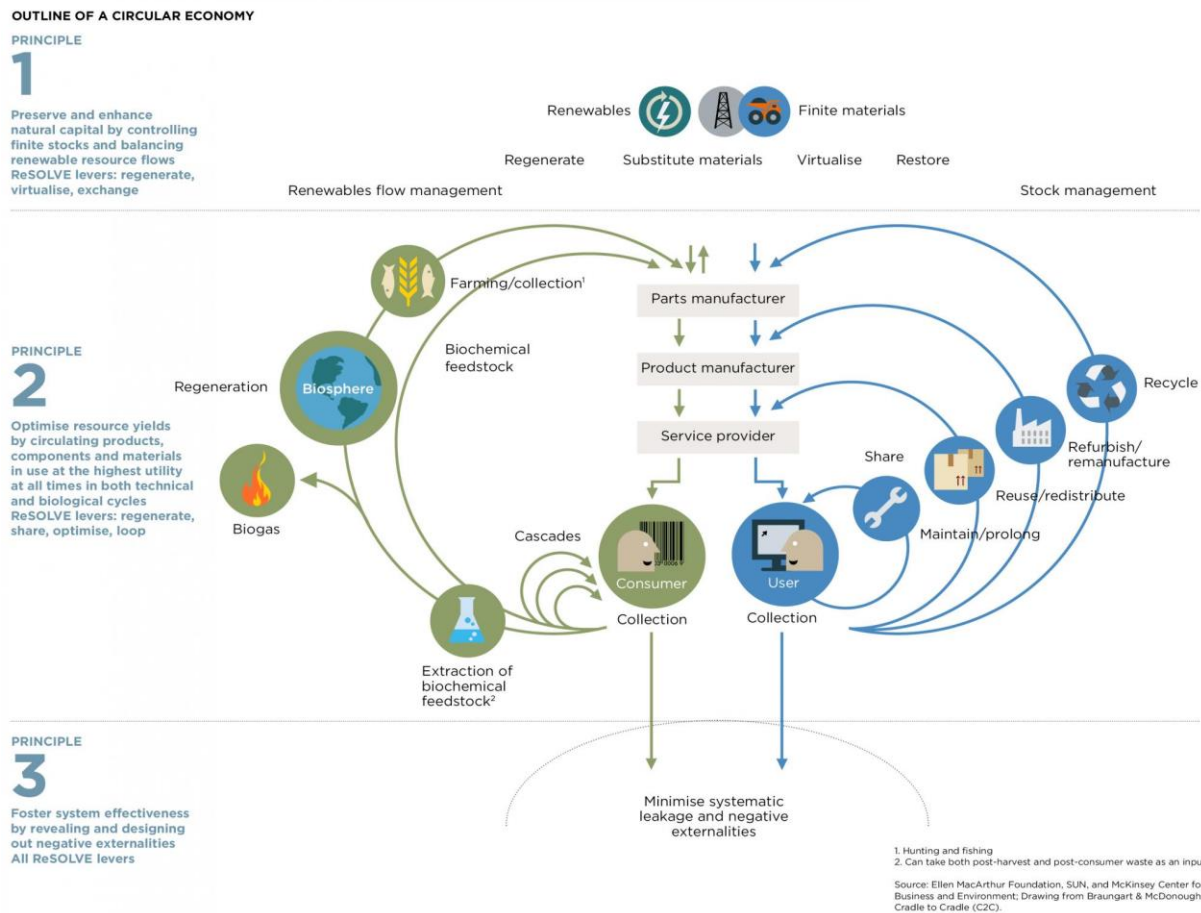 OUTLINE OF A CIRCULAR ECONOMY
PRINCIPLE
1
Preserve and enhance
natural capital by controlling
finite stocks and balancing
renewable resource flows
ReSOLVE levers: regenerate,
virtualise, exchange
Renewables
Finite materials
Regenerate
Substitute materials
Virtualise
Restore
Renewables flow management
Stock management
PRINCIPLE
2
Optimise resource yields
by circulating products,
components and materials
in use at the highest utility
at all times in both technical
and biological cycles
ReSOLVE levers: regenerate,
share, optimise, loop
Farming/collection¹
Biochemical
feedstock
Regeneration
Biosphere
Biogas
Cascades
Extraction of
biochemical
feedstock²
Parts manufacturer
Product manufacturer
Service provider
Consumer
Collection
User
Collection
Share
Maintain/prolong
Reuse/redistribute
Refurbish/
remanufacture
Recycle
PRINCIPLE
3
Foster system effectiveness
by revealing and designing
out negative externalities
All ReSOLVE levers
Minimise systematic
leakage and negative
externalities
1. Hunting and fishing
2. Can take both post-harvest and post-consumer waste as an inpu
Source: Ellen MacArthur Foundation, SUN, and McKinsey Center fo
Business and Environment; Drawing from Braungart & McDonough
Cradle to Cradle (C2C).